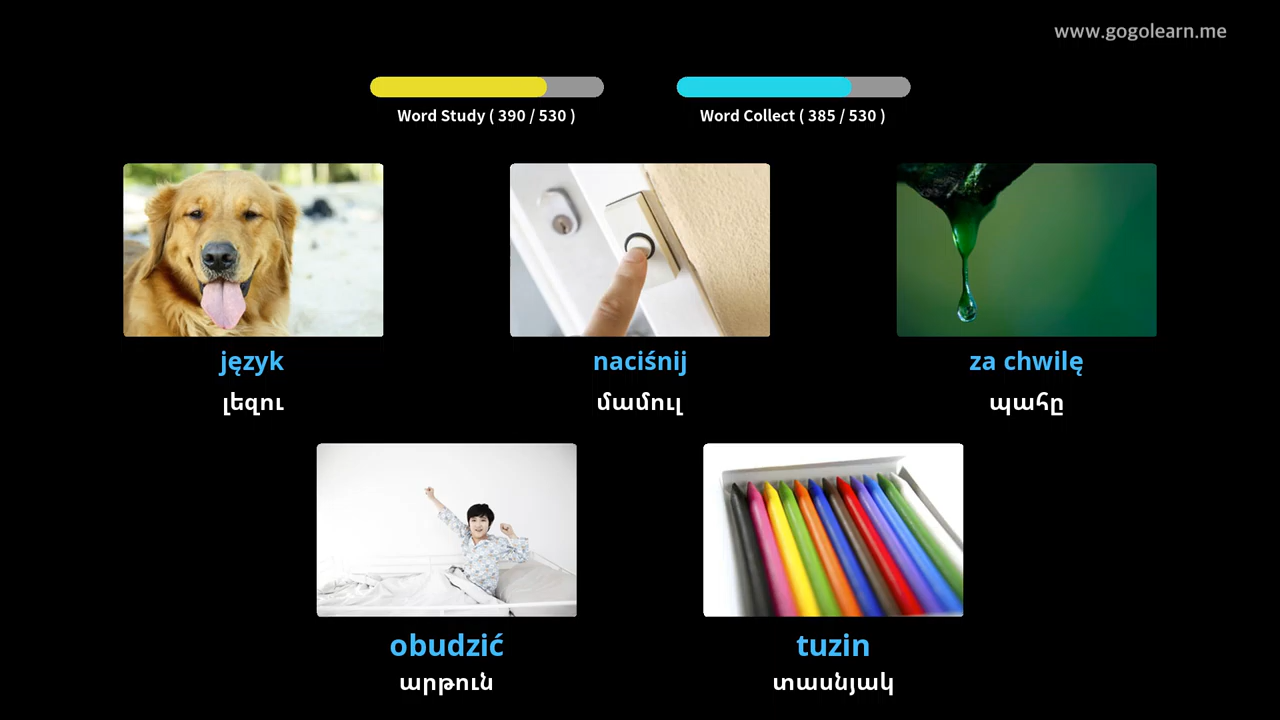 www.gogolearn.me
Word Study ( 390 / 530 )
Word Collect ( 385 / 530 )
język
naciśnij
za chwilę
լեզու
մամուլ
պահը
obudzić
tuzin
արթուն
տասնյակ